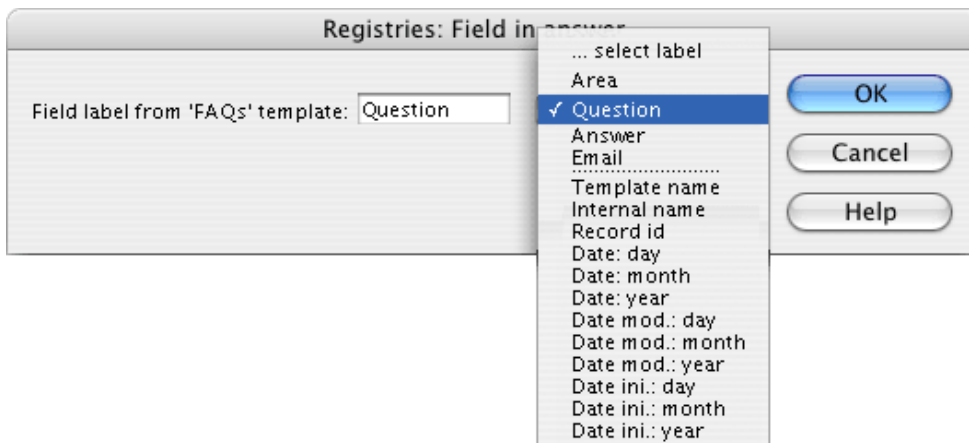 Registries: Field in answer
... select label
Area
Field label from 'FAQs' template: Question
✓ Question
Answer
Email
Template name
Internal name
Record id
Date: day
Date: month
Date: year
Date mod.: day
Date mod.: month
Date mod.: year
Date ini.: day
Date ini.: month
Date ini.: year
OK
Cancel
Help